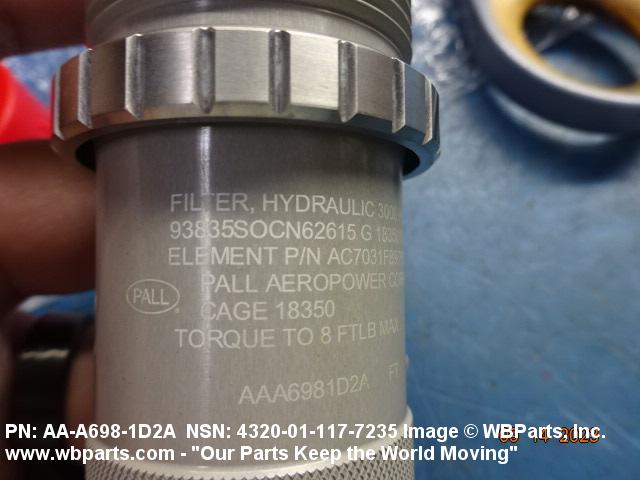 FILTER, HYDRAULIC
93835SOCN62615 G
ELEMENT P/N
PALL AEROPOWER
PALL
CAGE 18350
TORQUE TO 8 FTLB MAX
AAA6981D2A FT
PN: AA-A698-1D2A NSN: 4320-01-117-7235 Image © WBParts, Inc.
www.wbparts.com - "Our Parts Keep the World Moving"